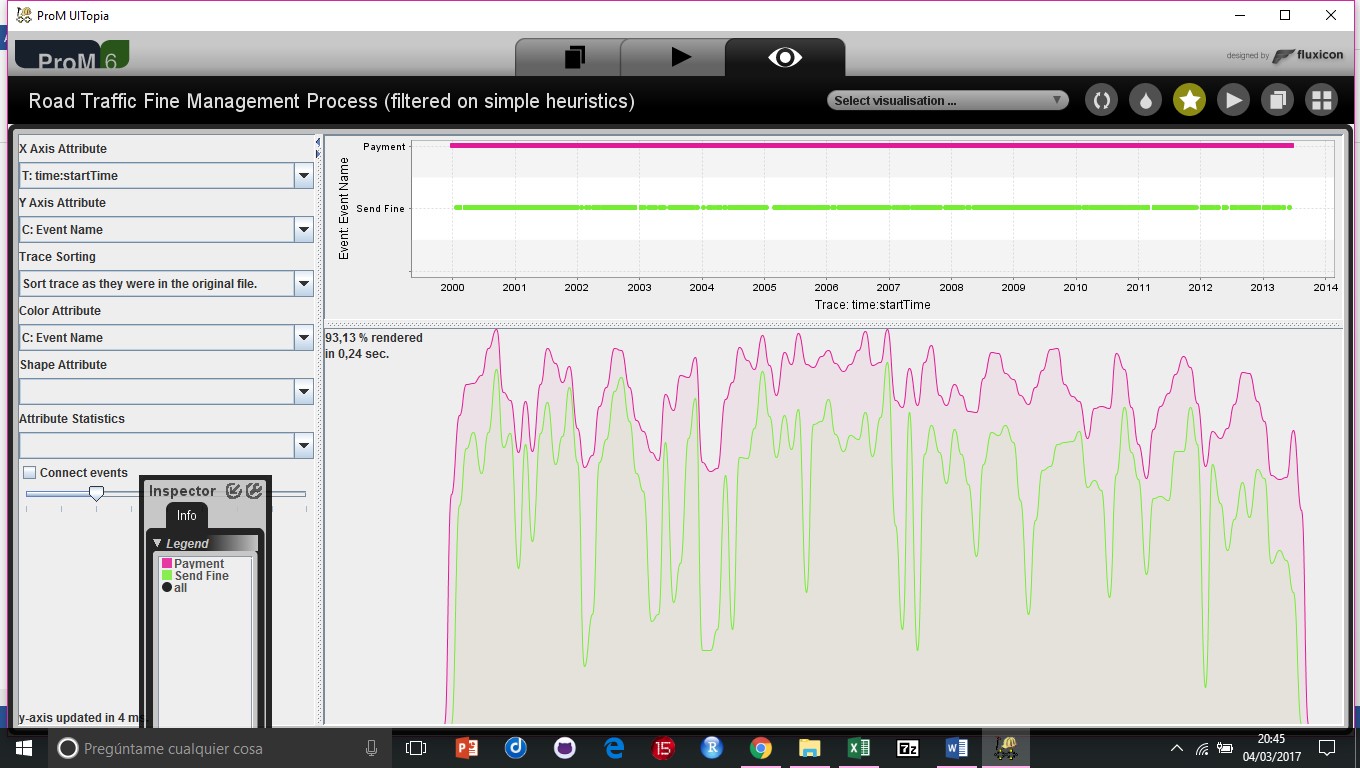 ProM UITopia
ProM 6
designed by fluxicon
Road Traffic Fine Management Process (filtered on simple heuristics)
Select visualisation ...
X Axis Attribute
T: time:startTime
Y Axis Attribute
C: Event Name
Trace Sorting
Sort trace as they were in the original file.
Color Attribute
C: Event Name
Shape Attribute
Attribute Statistics
Connect events
Inspector
Info
Legend
Payment
Send Fine
all
y-axis updated in 4 ms
Event: Event Name
Payment
Send Fine
2000 2001 2002 2003 2004 2005 2006 2007 2008 2009 2010 2011 2012 2013 2014
Trace: time:startTime
93,13 % rendered
in 0,24 sec.
Pregúntame cualquier cosa
15
R
7z
20:45
04/03/2017